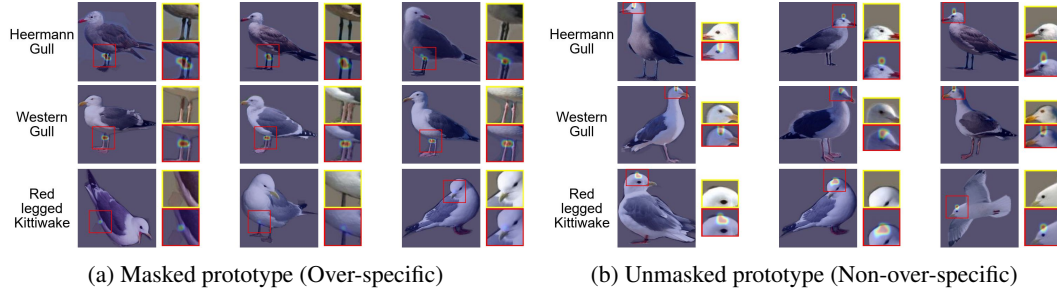 Heermann
Gull
Western
Gull
Red
legged
Kittiwake
(a) Masked prototype (Over-specific)
Heermann
Gull
Western
Gull
Red
legged
Kittiwake
(b) Unmasked prototype (Non-over-specific)